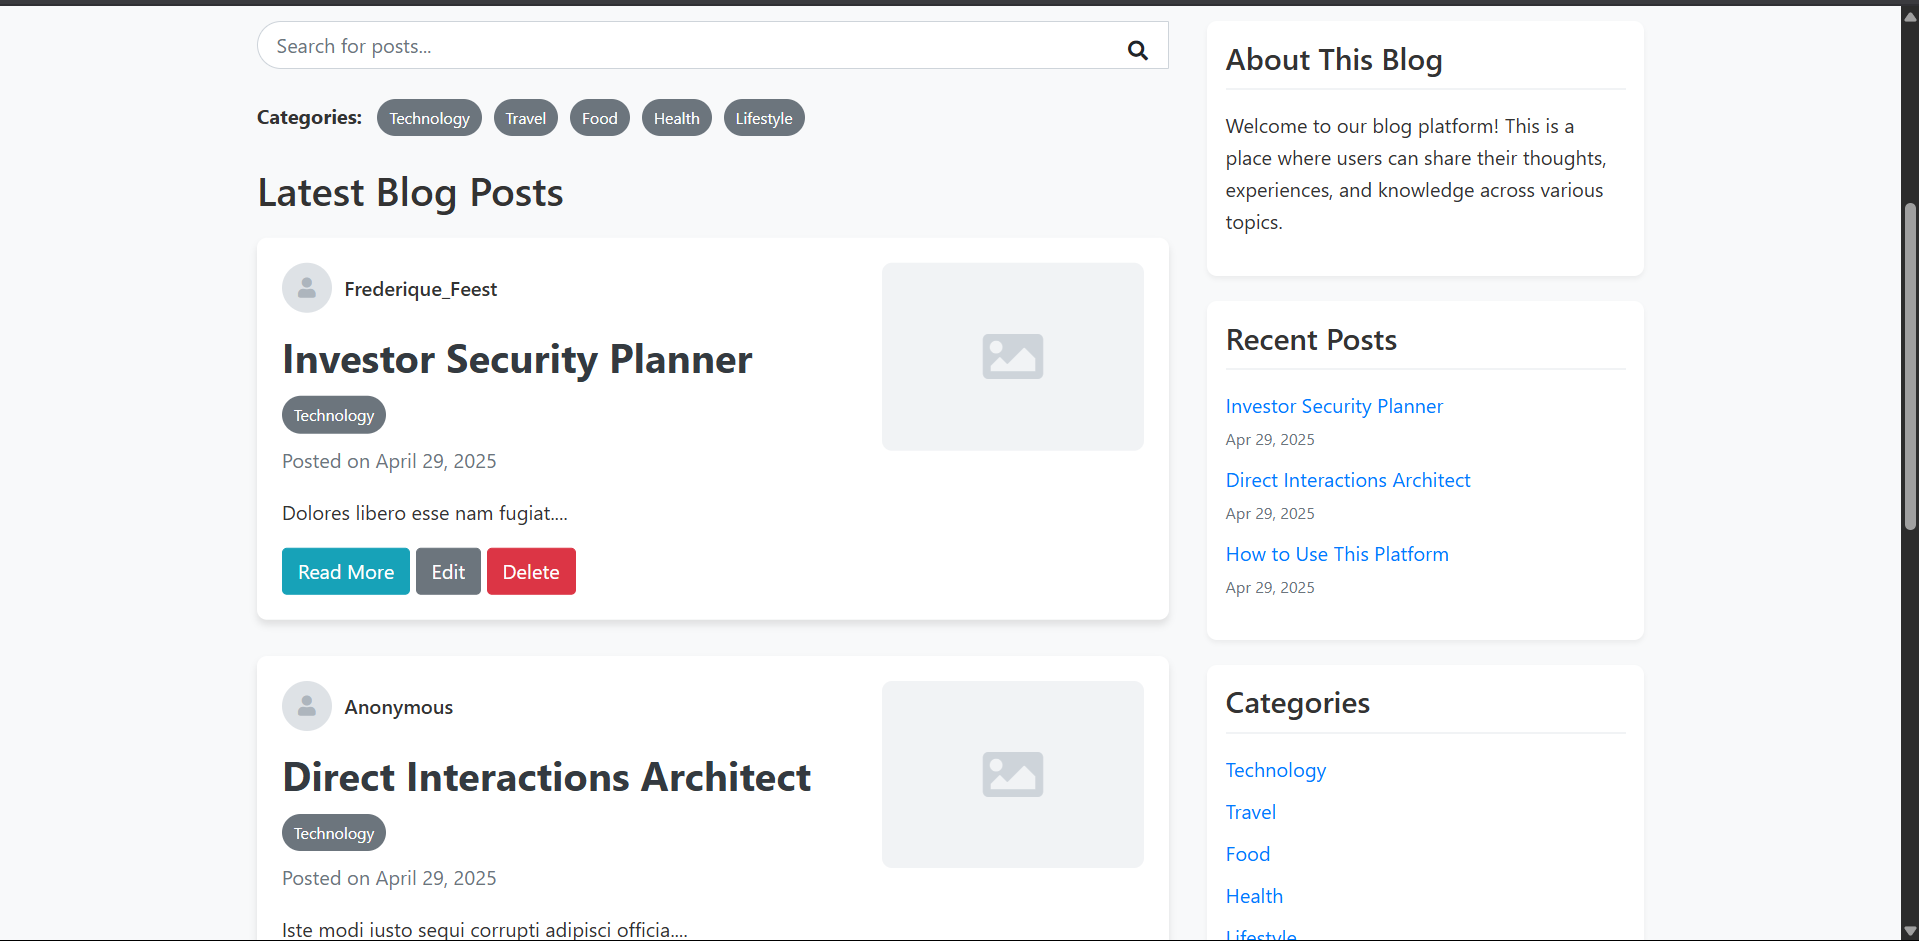 Search for posts...
Categories: Technology Travel Food Health Lifestyle
Latest Blog Posts
Frederique_Feest
Investor Security Planner
Technology
Posted on April 29, 2025
Dolores libero esse nam fugiat....
Read More Edit Delete
Anonymous
Direct Interactions Architect
Technology
Posted on April 29, 2025
Iste modi iusto sequi corrupti adipisci officia....
About This Blog
Welcome to our blog platform! This is a
place where users can share their thoughts,
experiences, and knowledge across various
topics.
Recent Posts
Investor Security Planner
Apr 29, 2025
Direct Interactions Architect
Apr 29, 2025
How to Use This Platform
Apr 29, 2025
Categories
Technology
Travel
Food
Health
Lifestyle